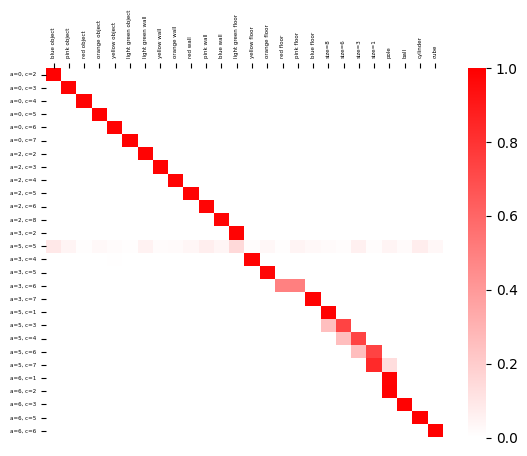 blue object
pink object
red object
orange object
yellow object
light green object
light green wall
yellow wall
orange wall
red wall
pink wall
blue wall
light green floor
yellow floor
orange floor
red floor
pink floor
blue floor
size=8
size=6
size=3
size=1
pole
ball
cylinder
cube
a=0, c=2
a=0, c=3
a=0, c=4
a=0, c=5
a=0, c=6
a=0, c=7
a=2, c=2
a=2, c=3
a=2, c=4
a=2, c=5
a=2, c=6
a=2, c=8
a=3, c=2
a=5, c=5
a=3, c=4
a=3, c=5
a=3, c=6
a=3, c=7
a=5, c=1
a=5, c=3
a=5, c=4
a=5, c=6
a=5, c=7
a=6, c=1
a=6, c=2
a=6, c=3
a=6, c=5
a=6, c=6
1.0
0.8
0.6
0.4
0.2
0.0